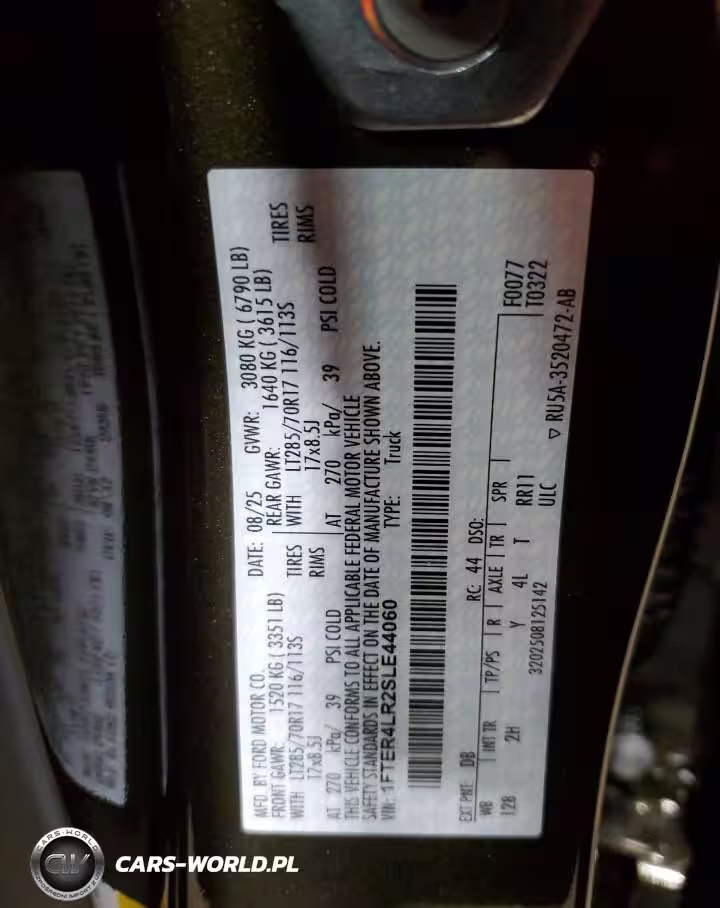 MFD. BY FORD MOTOR CO.
DATE: 08/25 GVWR: 3080 KG ( 6790 LB)
FRONT GAWR: 1520 KG ( 3351 LB)
REAR GAWR: 1640 KG ( 3615 LB)
WITH LT285/70R17 116/113S TIRES
WITH LT285/70R17 116/113S TIRES
17x8.5J RIMS
17x8.5J RIMS
AT 270 kPa/ 39 PSI COLD
AT 270 kPa/ 39 PSI COLD
THIS VEHICLE CONFORMS TO ALL APPLICABLE FEDERAL MOTOR VEHICLE
SAFETY STANDARDS IN EFFECT ON THE DATE OF MANUFACTURE SHOWN ABOVE.
VIN: 1FTER4LR2SLE44060 TYPE: Truck
F0077
T0322
EXT PNT: DB RC: 44 DSO:
WB INT TR TP/PS R AXLE TR SPR
128 2H Y 4L T RR11
3202508125142 ULC
▽ RU5A-3520472-AB
CARS-WORLD
CW
CARS-WORLD.PL